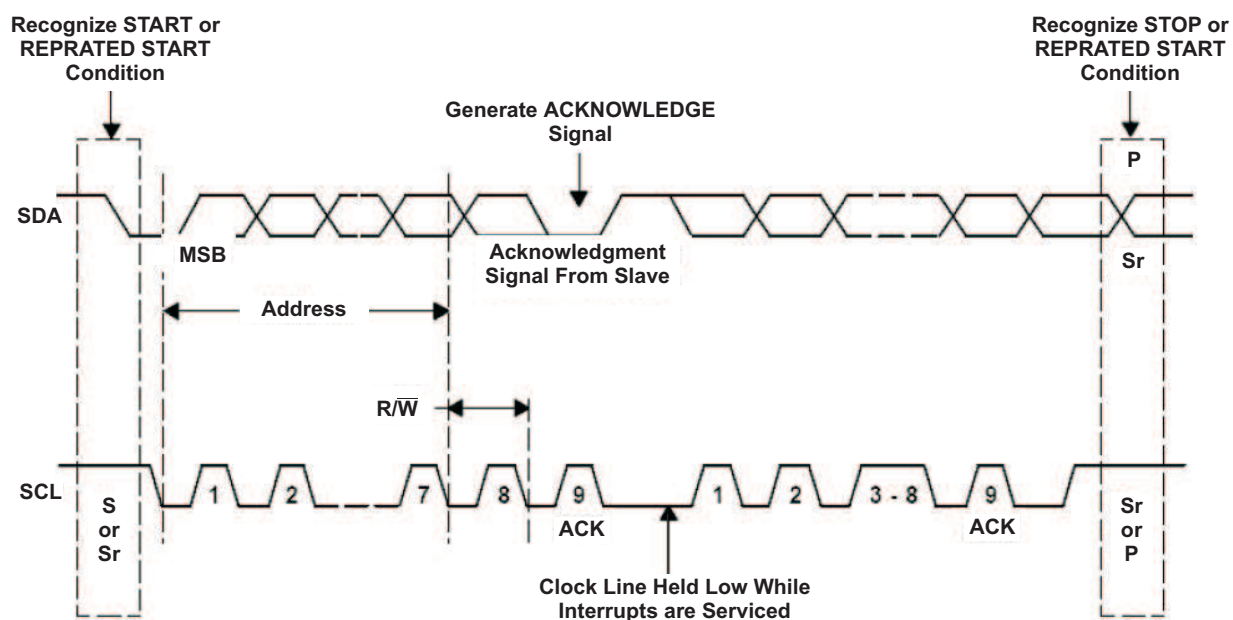 Recognize START or
REPRATED START
Condition
Recognize STOP or
REPRATED START
Condition
Generate ACKNOWLEDGE
Signal
P
SDA
MSB
Acknowledgment
Signal From Slave
Sr
Address
R/W̅
SCL
1
2
7
8
9
1
2
3 - 8
9
ACK
ACK
S
or
Sr
Sr
or
P
Clock Line Held Low While
Interrupts are Serviced